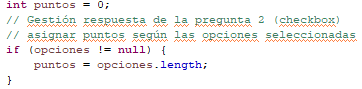 int puntos = 0;
// Gestión respuesta de la pregunta 2 (checkbox)
// asignar puntos según las opciones seleccionadas
if (opciones != null) {
puntos = opciones.length;
}